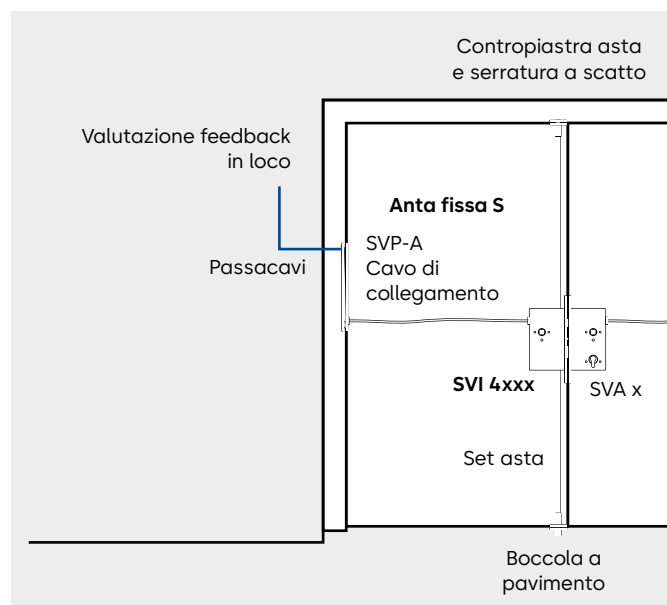 Contropiastra asta
e serratura a scatto
Valutazione feedback
in loco
Anta fissa S
SVP-A
Cavo di
collegamento
Passacavi
SVI 4xxx
SVA x
Set asta
Boccola a
pavimento